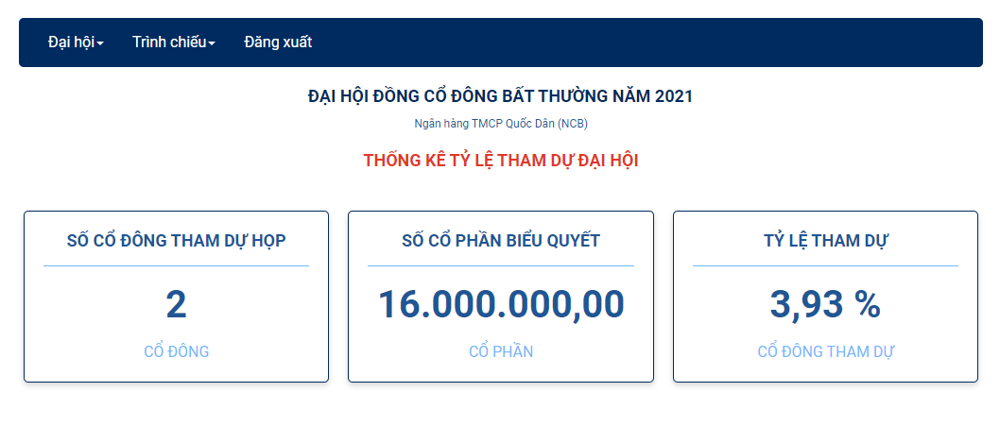 Đại hội Trình chiếu Đăng xuất
ĐẠI HỘI ĐỒNG CỔ ĐÔNG BẤT THƯỜNG NĂM 2021
Ngân hàng TMCP Quốc Dân (NCB)
THỐNG KÊ TỶ LỆ THAM DỰ ĐẠI HỘI
SỐ CỔ ĐÔNG THAM DỰ HỌP
2
CỔ ĐÔNG
SỐ CỔ PHẦN BIỂU QUYẾT
16.000.000,00
CỔ PHẦN
TỶ LỆ THAM DỰ
3,93 %
CỔ ĐÔNG THAM DỰ